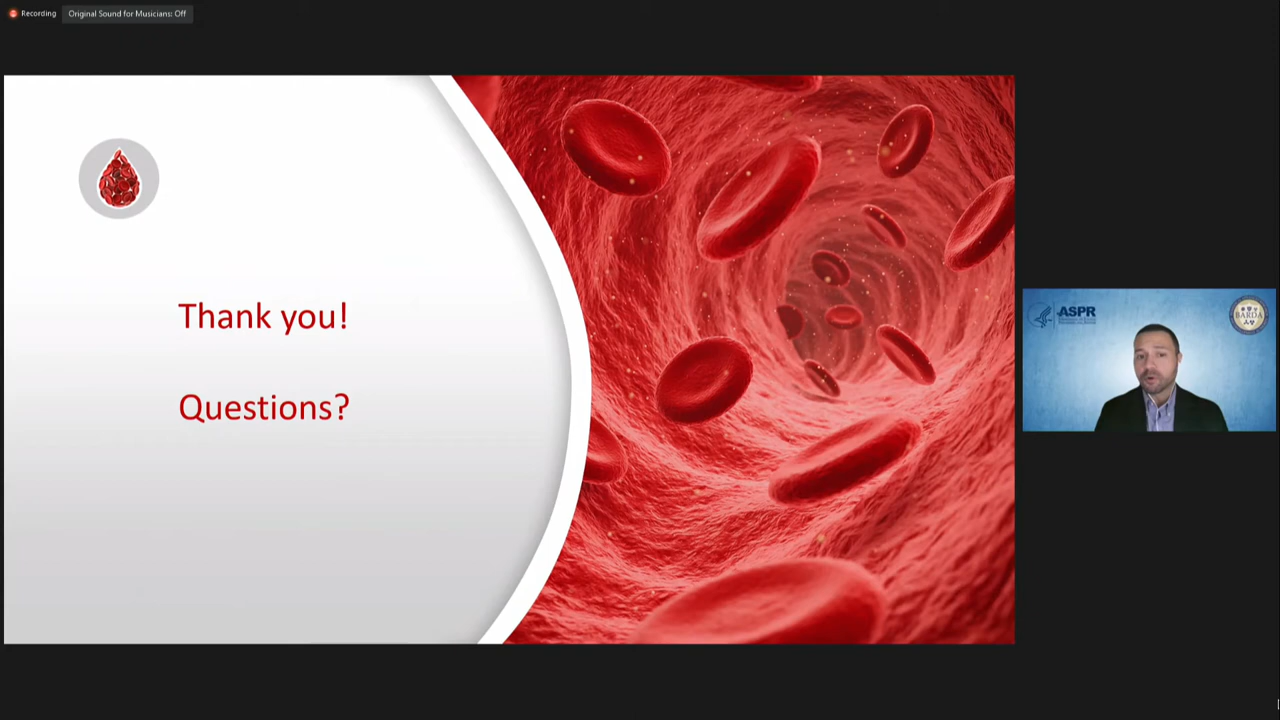 Recording
Original Sound for Musicians: Off
Thank you!
Questions?
ASPR
BARDA